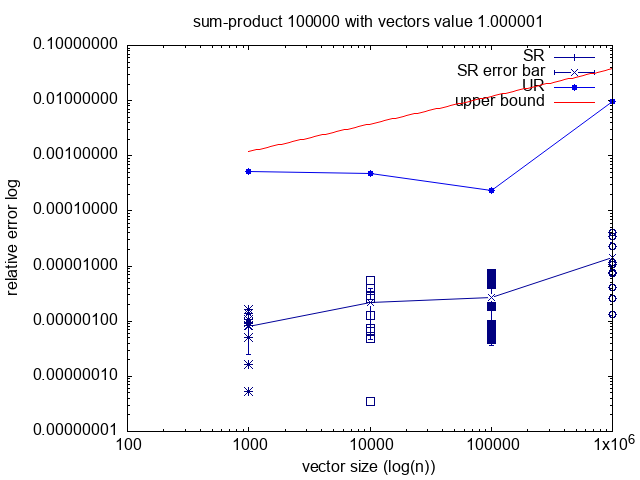 sum-product 100000 with vectors value 1.000001
0.10000000
SR
SR error bar
UR
upper bound
0.01000000
0.00100000
0.00010000
0.00001000
0.00000100
0.00000010
0.00000001
relative error log
100
1000
10000
100000
1x10⁶
vector size (log(n))